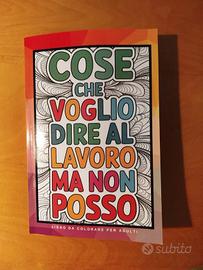 COSE
CHE
VOGLIO
DIRE AL
LAVORO
MA NON
POSSO
LIBRO DA COLORARE PER ADULTI
subito